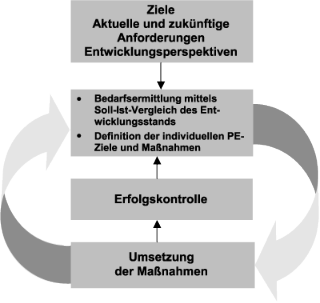 Ziele
Aktuelle und zukünftige
Anforderungen
Entwicklungsperspektiven
• Bedarfsermittlung mittels
Soll-Ist-Vergleich des Ent-
wicklungsstands
• Definition der individuellen PE-
Ziele und Maßnahmen
Erfolgskontrolle
Umsetzung
der Maßnahmen